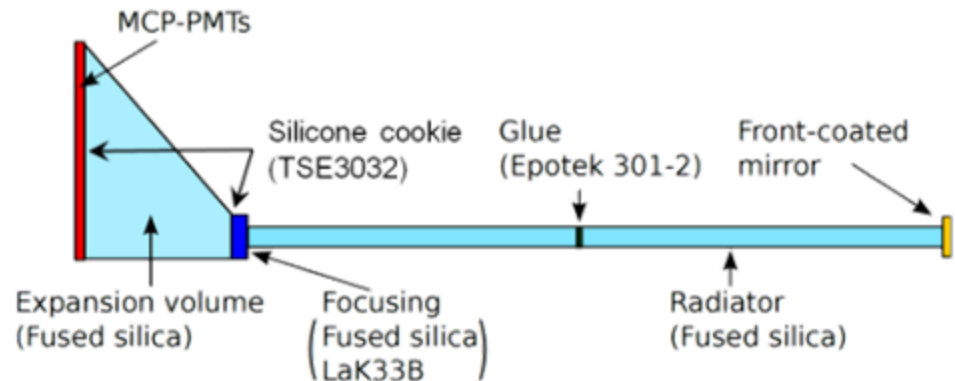 MCP-PMTs
Silicone cookie
(TSE3032)
Glue
(Epotek 301-2)
Front-coated
mirror
Expansion volume
(Fused silica)
Focusing
(Fused silica
LaK33B)
Radiator
(Fused silica)